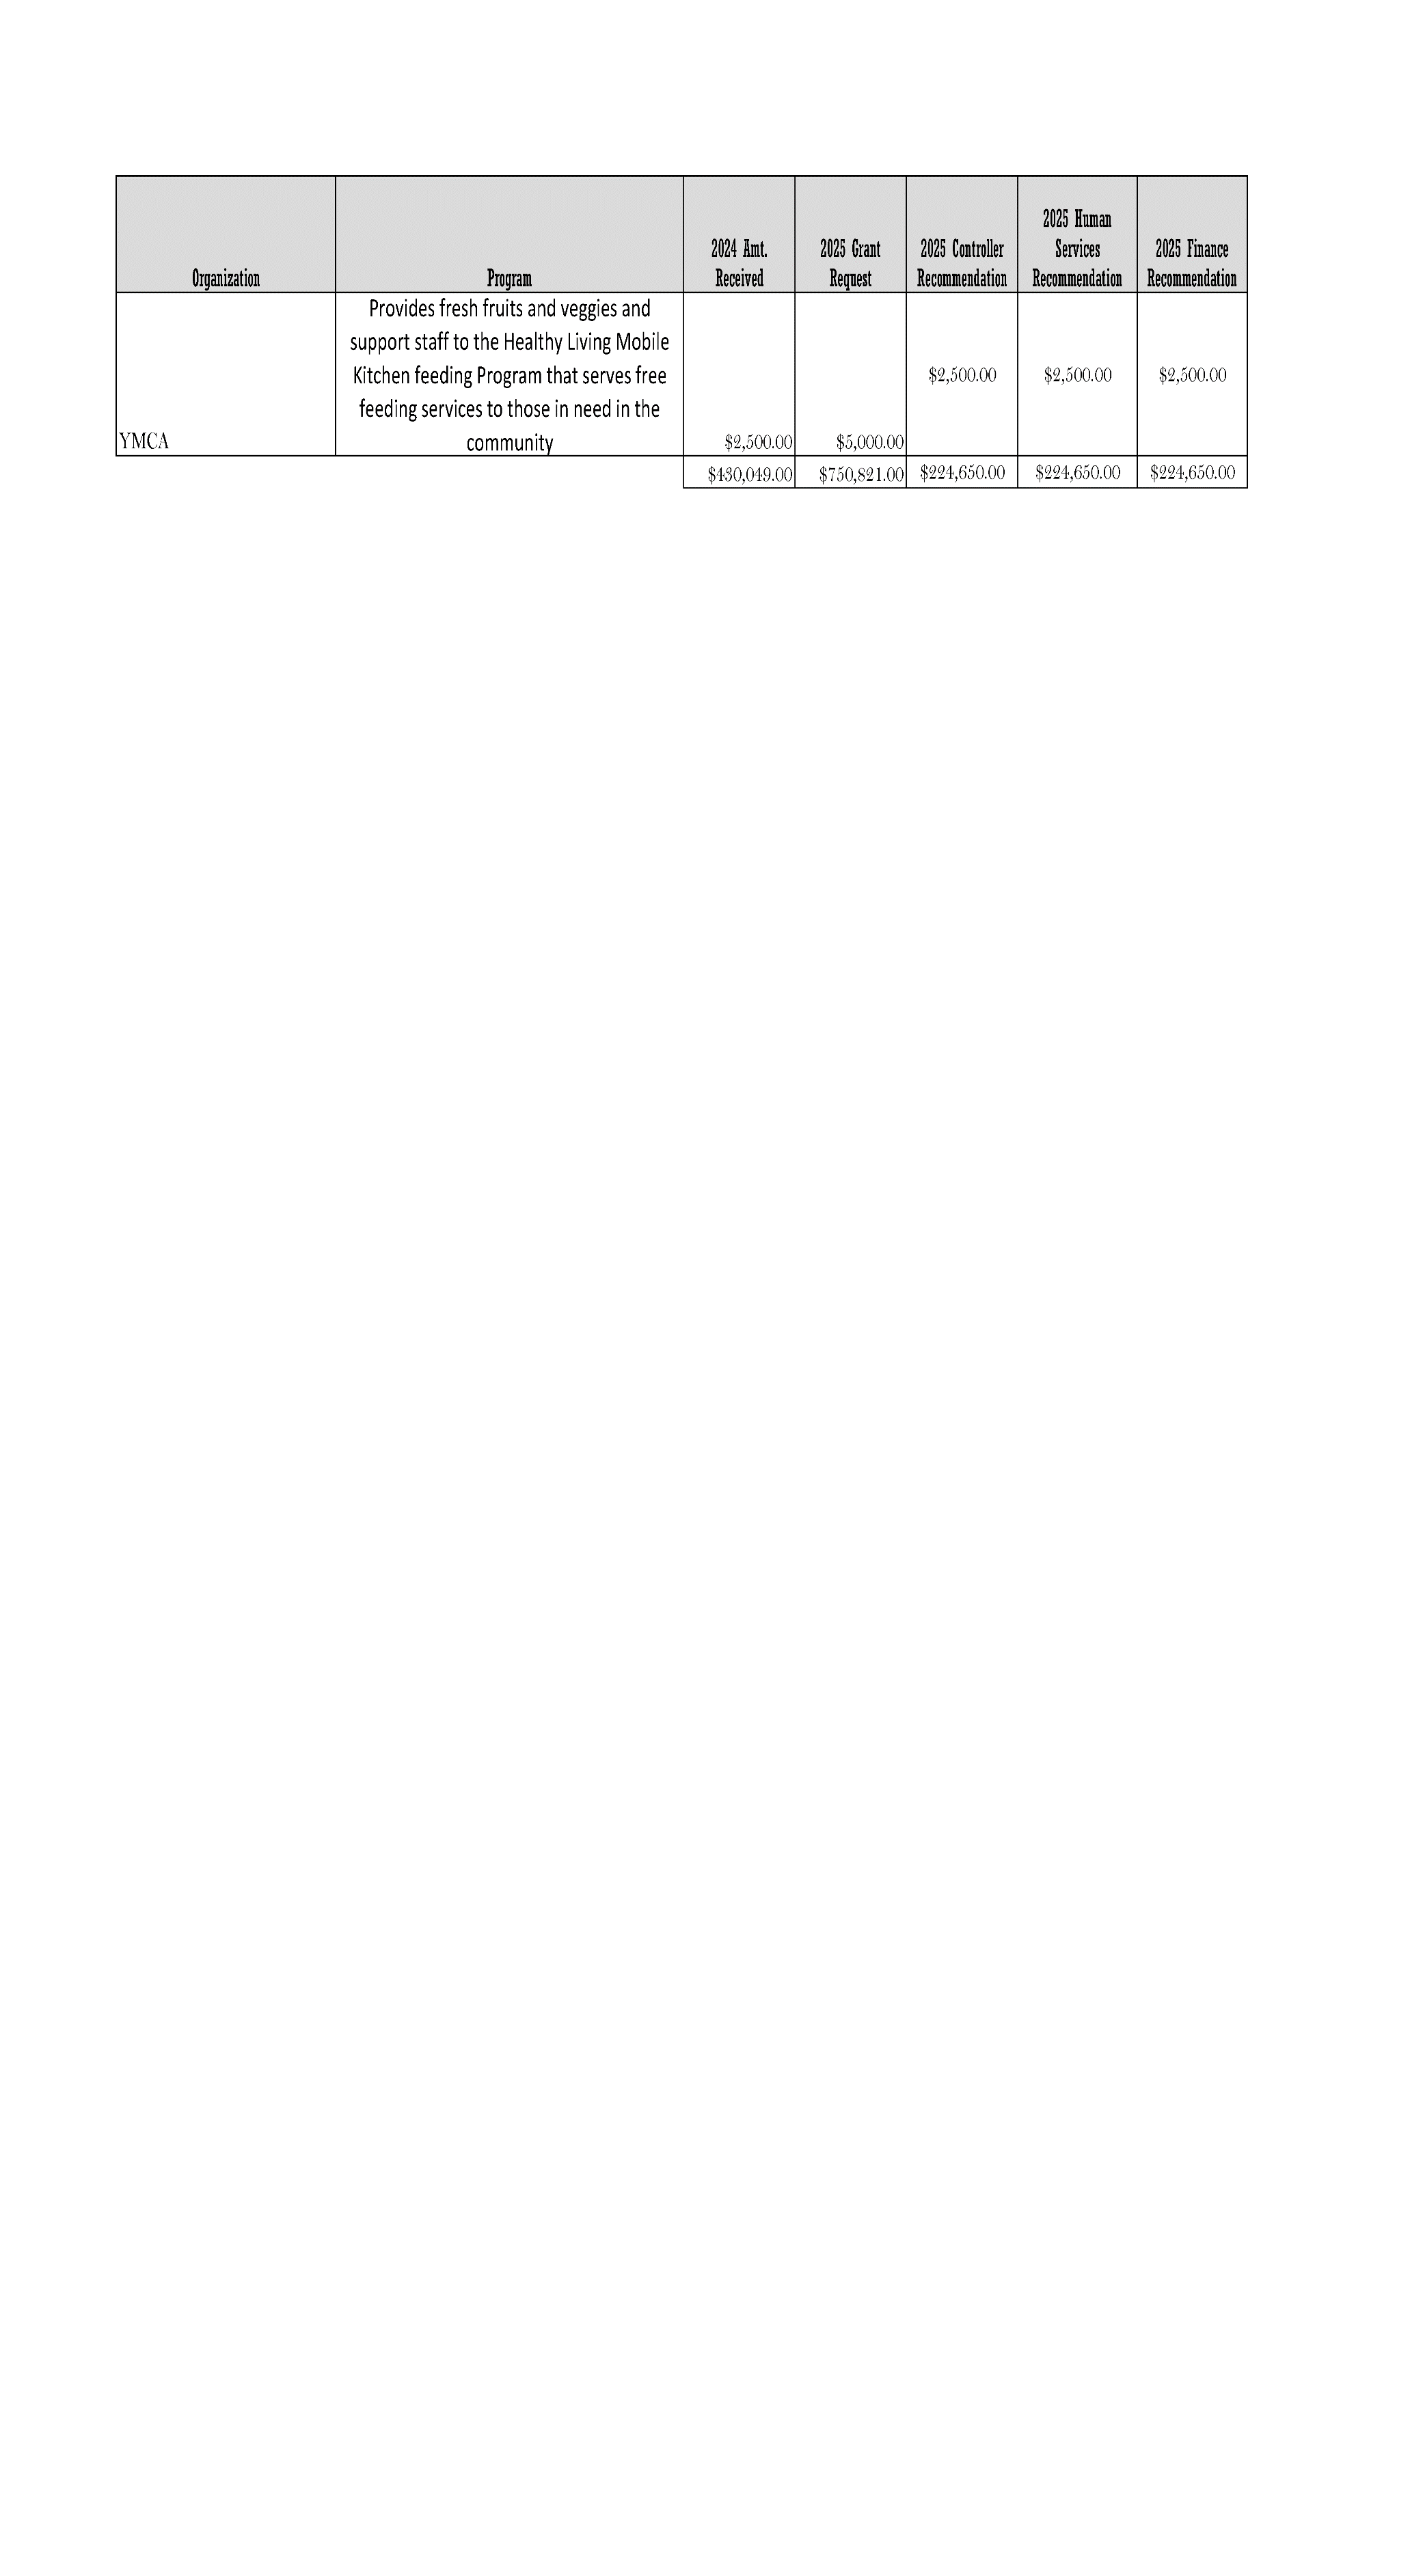 Organization Program 2024 Amt. Received 2025 Grant Request 2025 Controller Recommendation 2025 Human Services Recommendation 2025 Finance Recommendation
Provides fresh fruits and veggies and
support staff to the Healthy Living Mobile
Kitchen feeding Program that serves free
feeding services to those in need in the
community
YMCA $2,500.00 $5,000.00 $2,500.00 $2,500.00 $2,500.00
$430,049.00 $750,821.00 $224,650.00 $224,650.00 $224,650.00